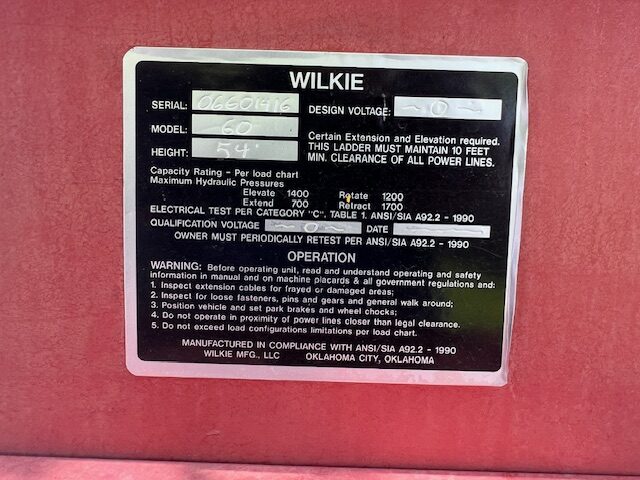 WILKIE
SERIAL: 06601416 DESIGN VOLTAGE: - 0 -
MODEL: 60
HEIGHT: 54'
Certain Extension and Elevation required.
THIS LADDER MUST MAINTAIN 10 FEET
MIN. CLEARANCE OF ALL POWER LINES.
Capacity Rating - Per load chart
Maximum Hydraulic Pressures
Elevate 1400 Rotate 1200
Extend 700 Retract 1700
ELECTRICAL TEST PER CATEGORY "C". TABLE 1. ANSI/SIA A92.2 - 1990
QUALIFICATION VOLTAGE - 0 - DATE
OWNER MUST PERIODICALLY RETEST PER ANSI/SIA A92.2 - 1990
OPERATION
WARNING: Before operating unit, read and understand operating and safety
information in manual and on machine placards & all government regulations and:
1. Inspect extension cables for frayed or damaged areas;
2. Inspect for loose fasteners, pins and gears and general walk around;
3. Position vehicle and set park brakes and wheel chocks;
4. Do not operate in proximity of power lines closer than legal clearance.
5. Do not exceed load configurations limitations per load chart.
MANUFACTURED IN COMPLIANCE WITH ANSI/SIA A92.2 - 1990
WILKIE MFG., LLC OKLAHOMA CITY, OKLAHOMA